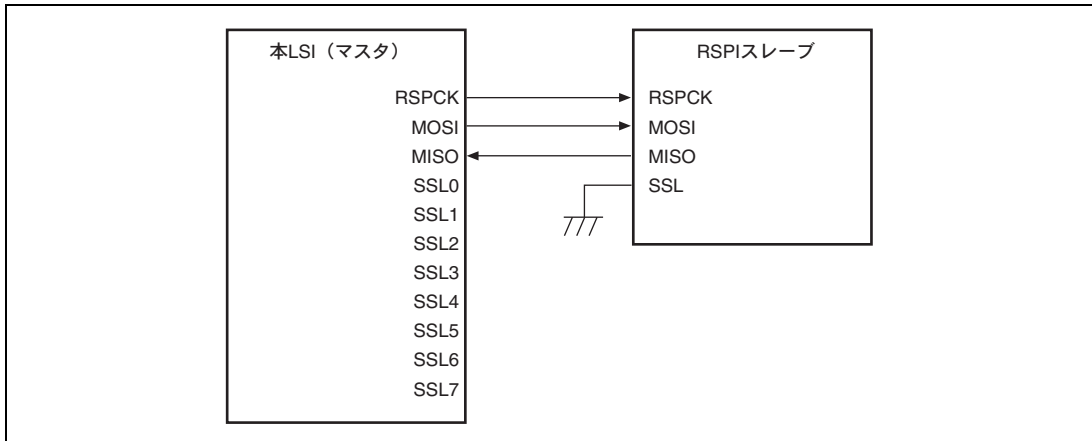 本LSI（マスタ）
RSPCK
MOSI
MISO
SSL0
SSL1
SSL2
SSL3
SSL4
SSL5
SSL6
SSL7
RSPIスレーブ
RSPCK
MOSI
MISO
SSL